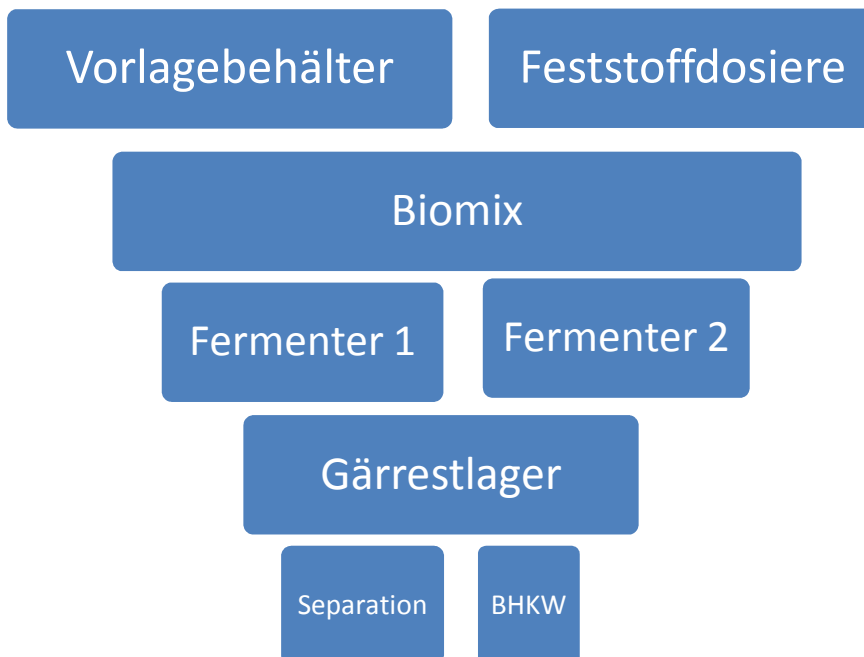 Vorlagebehälter
Feststoffdosiere
Biomix
Fermenter 1
Fermenter 2
Gärrestlager
Separation
BHKW